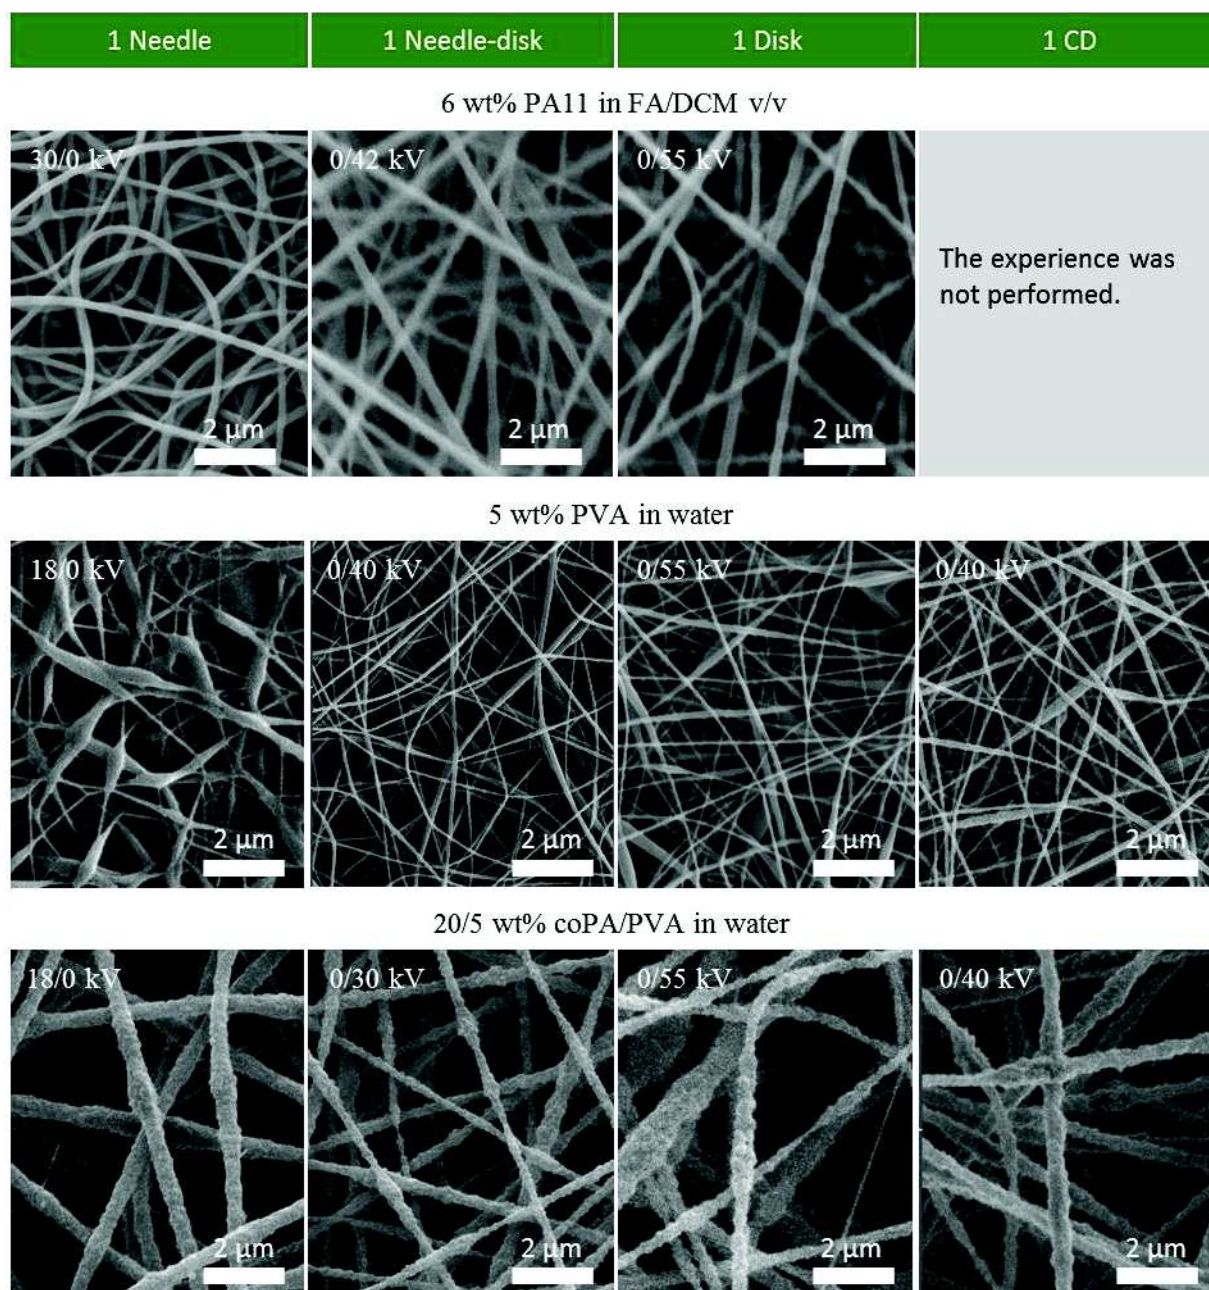 1 Needle
1 Needle-disk
1 Disk
1 CD
6 wt% PA11 in FA/DCM v/v
30/0 kV
0/42 kV
0/55 kV
The experience was
not performed.
2 µm
2 µm
2 µm
5 wt% PVA in water
18/0 kV
0/40 kV
0/55 kV
0/40 kV
2 µm
2 µm
2 µm
2 µm
20/5 wt% coPA/PVA in water
18/0 kV
0/30 kV
0/55 kV
0/40 kV
2 µm
2 µm
2 µm
2 µm